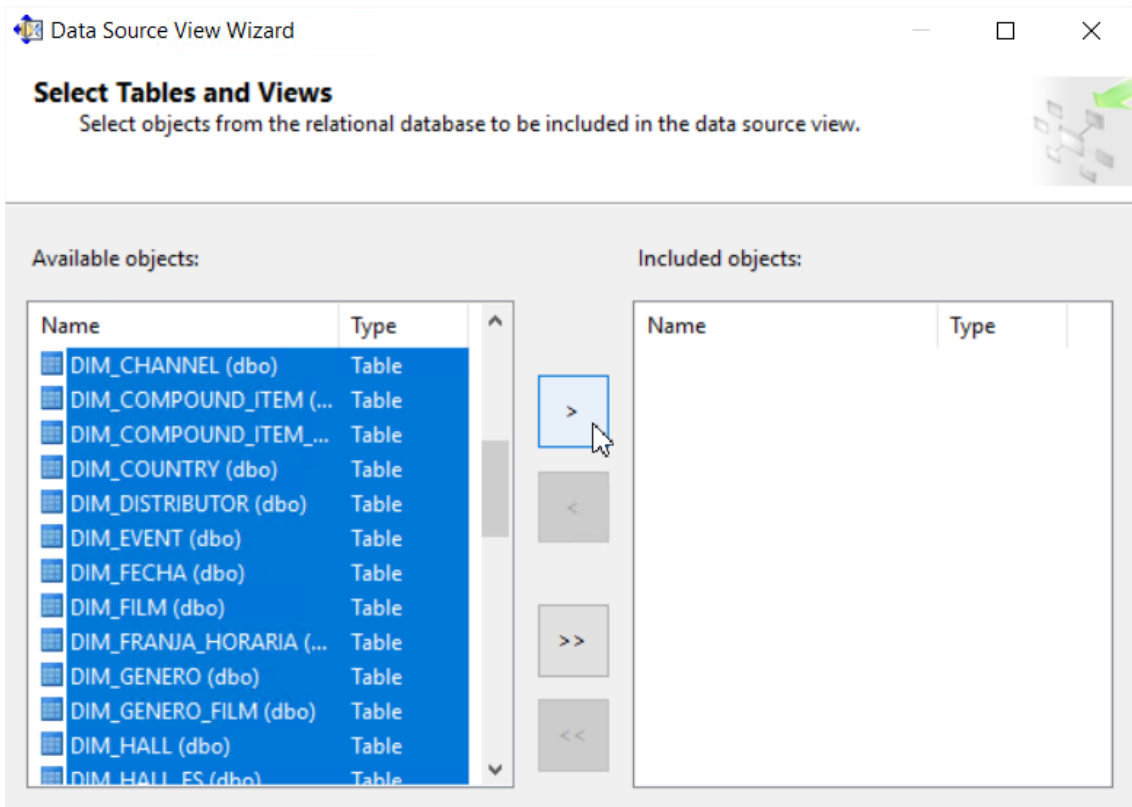 Data Source View Wizard
Select Tables and Views
Select objects from the relational database to be included in the data source view.
Available objects:
Name Type
DIM_CHANNEL (dbo) Table
DIM_COMPOUND_ITEM (... Table
DIM_COMPOUND_ITEM_... Table
DIM_COUNTRY (dbo) Table
DIM_DISTRIBUTOR (dbo) Table
DIM_EVENT (dbo) Table
DIM_FECHA (dbo) Table
DIM_FILM (dbo) Table
DIM_FRANJA_HORARIA (... Table
DIM_GENERO (dbo) Table
DIM_GENERO_FILM (dbo) Table
DIM_HALL (dbo) Table
DIM_HALL_ES (dbo) Table
>
<
>>
<<
Included objects:
Name Type